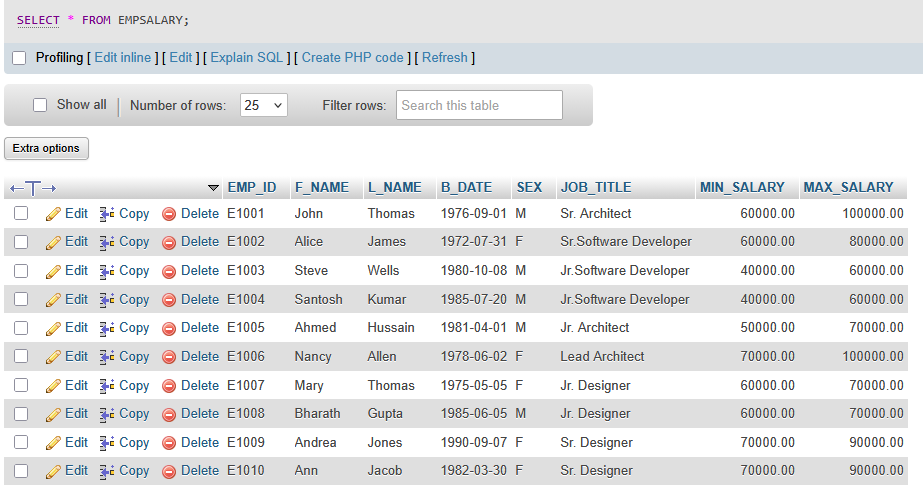 SELECT * FROM EMPSALARY;
Profiling [ Edit inline ] [ Edit ] [ Explain SQL ] [ Create PHP code ] [ Refresh ]
Show all Number of rows: 25 Filter rows: Search this table
Extra options
EMP_ID F_NAME L_NAME B_DATE SEX JOB_TITLE MIN_SALARY MAX_SALARY
Edit Copy Delete E1001 John Thomas 1976-09-01 M Sr. Architect 60000.00 100000.00
Edit Copy Delete E1002 Alice James 1972-07-31 F Sr.Software Developer 60000.00 80000.00
Edit Copy Delete E1003 Steve Wells 1980-10-08 M Jr.Software Developer 40000.00 60000.00
Edit Copy Delete E1004 Santosh Kumar 1985-07-20 M Jr.Software Developer 40000.00 60000.00
Edit Copy Delete E1005 Ahmed Hussain 1981-04-01 M Jr. Architect 50000.00 70000.00
Edit Copy Delete E1006 Nancy Allen 1978-06-02 F Lead Architect 70000.00 100000.00
Edit Copy Delete E1007 Mary Thomas 1975-05-05 F Jr. Designer 60000.00 70000.00
Edit Copy Delete E1008 Bharath Gupta 1985-06-05 M Jr. Designer 60000.00 70000.00
Edit Copy Delete E1009 Andrea Jones 1990-09-07 F Sr. Designer 70000.00 90000.00
Edit Copy Delete E1010 Ann Jacob 1982-03-30 F Sr. Designer 70000.00 90000.00